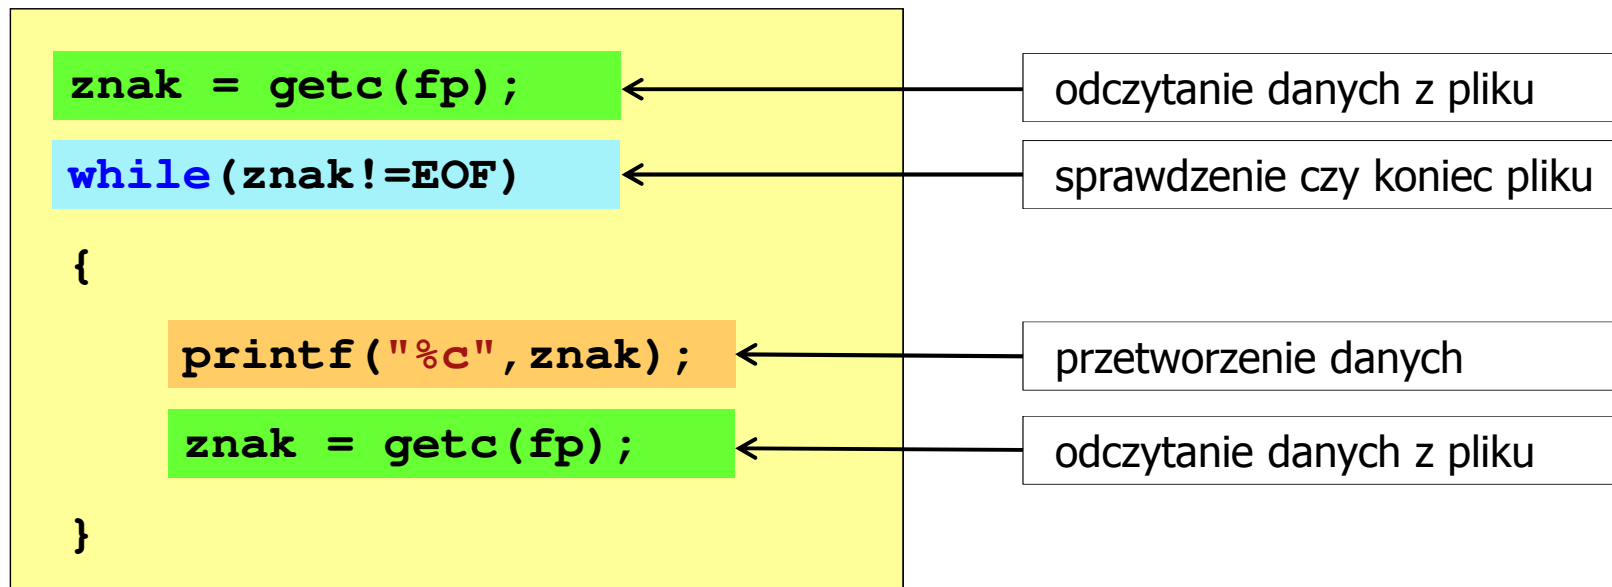 znak = getc(fp);
odczytanie danych z pliku
while(znak!=EOF)
sprawdzenie czy koniec pliku
{
printf("%c",znak);
przetworzenie danych
znak = getc(fp);
odczytanie danych z pliku
}